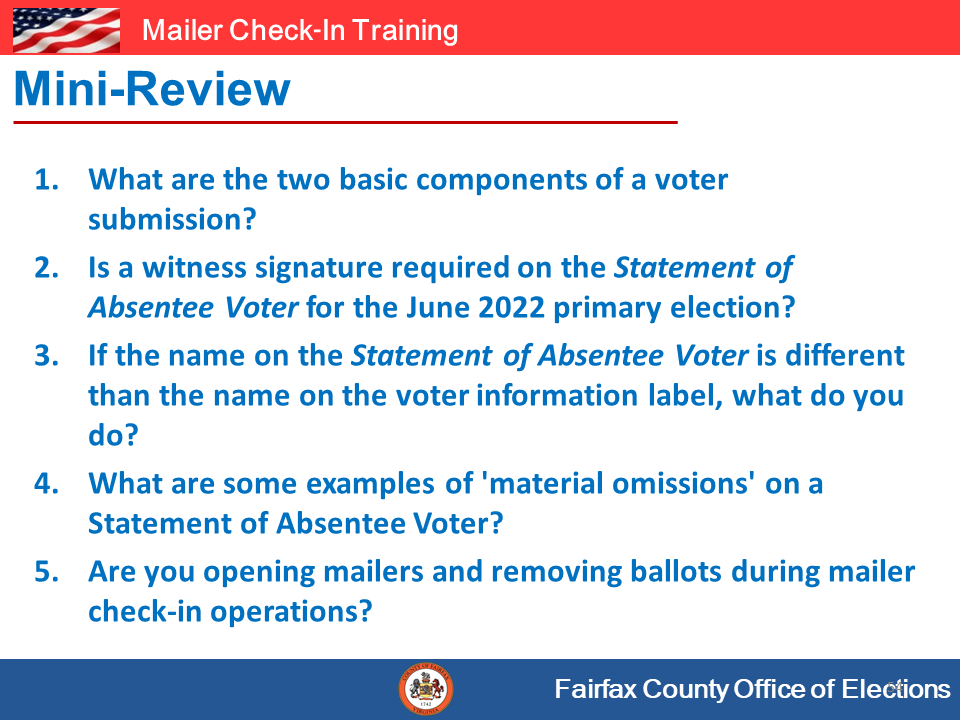 Mailer Check-In Training
Mini-Review
1. What are the two basic components of a voter
submission?
2. Is a witness signature required on the Statement of
Absentee Voter for the June 2022 primary election?
3. If the name on the Statement of Absentee Voter is different
than the name on the voter information label, what do you
do?
4. What are some examples of 'material omissions' on a
Statement of Absentee Voter?
5. Are you opening mailers and removing ballots during mailer
check-in operations?
COUNTY OF FAIRFAX
VIRGINIA
1742
Fairfax County Office of Elections